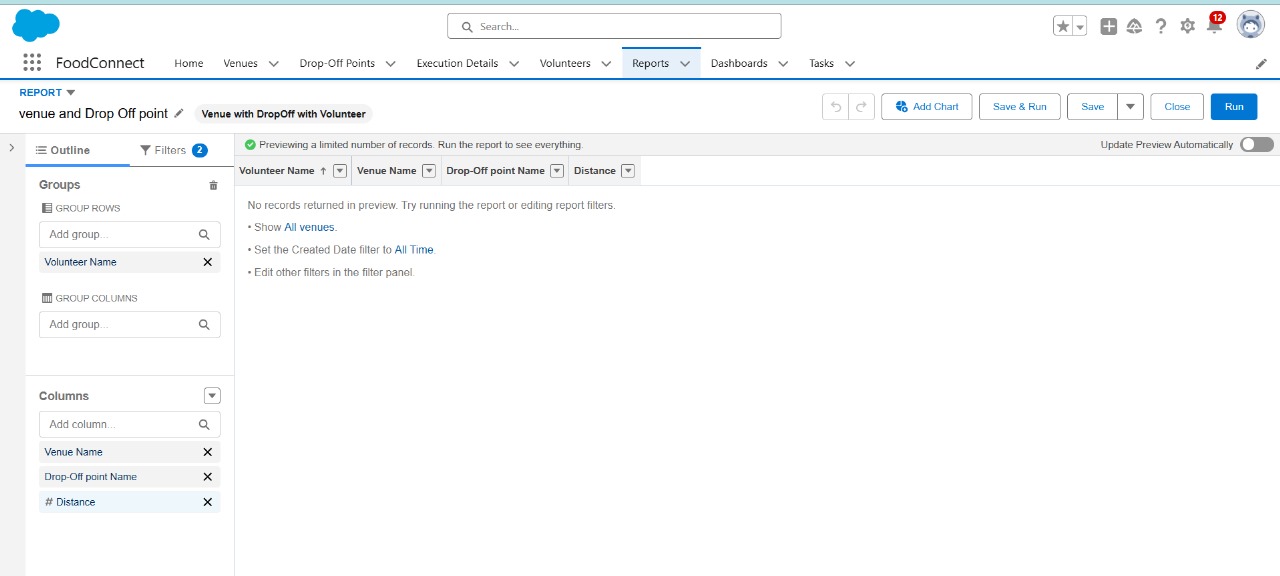 Search...
12
FoodConnect Home Venues Drop-Off Points Execution Details Volunteers Reports Dashboards Tasks
REPORT
venue and Drop Off point Venue with DropOff with Volunteer
Add Chart Save & Run Save Close Run
Outline Filters 2
Previewing a limited number of records. Run the report to see everything. Update Preview Automatically
Volunteer Name ↑ Venue Name Drop-Off point Name Distance
Groups
GROUP ROWS
Add group...
Volunteer Name
GROUP COLUMNS
Add group...
Columns
Add column...
Venue Name
Drop-Off point Name
# Distance
No records returned in preview. Try running the report or editing report filters.
• Show All venues.
• Set the Created Date filter to All Time.
• Edit other filters in the filter panel.